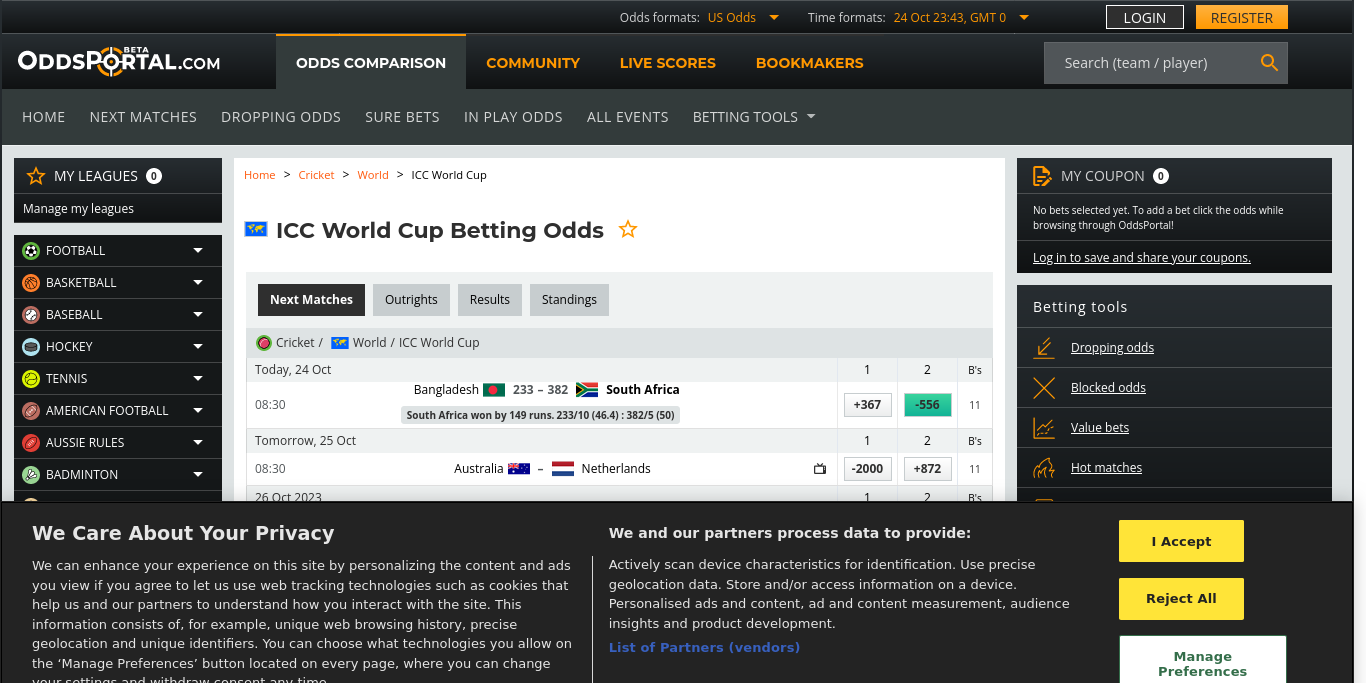 Odds formats: US Odds
Time formats: 24 Oct 23:43, GMT 0
LOGIN
REGISTER
ODDSPORTAL.COM
BETA
ODDS COMPARISON
COMMUNITY
LIVE SCORES
BOOKMAKERS
Search (team / player)
HOME
NEXT MATCHES
DROPPING ODDS
SURE BETS
IN PLAY ODDS
ALL EVENTS
BETTING TOOLS
MY LEAGUES 0
Manage my leagues
FOOTBALL
BASKETBALL
BASEBALL
HOCKEY
TENNIS
AMERICAN FOOTBALL
AUSSIE RULES
BADMINTON
Home > Cricket > World > ICC World Cup
ICC World Cup Betting Odds
Next Matches
Outrights
Results
Standings
Cricket / World / ICC World Cup
Today, 24 Oct 1 2 B's
Bangladesh 233 – 382 South Africa
08:30 +367 -556 11
South Africa won by 149 runs. 233/10 (46.4) : 382/5 (50)
Tomorrow, 25 Oct 1 2 B's
08:30 Australia – Netherlands -2000 +872 11
26 Oct 2023 1 2 B's
MY COUPON 0
No bets selected yet. To add a bet click the odds while
browsing through OddsPortal!
Log in to save and share your coupons.
Betting tools
Dropping odds
Blocked odds
Value bets
Hot matches
We Care About Your Privacy
We can enhance your experience on this site by personalizing the content and ads
you view if you agree to let us use web tracking technologies such as cookies that
help us and our partners to understand how you interact with the site. This
information consists of, for example, unique web browsing history, precise
geolocation and unique identifiers. You can choose what technologies you allow on
the ‘Manage Preferences’ button located on every page, where you can change
your settings and withdraw consent any time.
We and our partners process data to provide:
Actively scan device characteristics for identification. Use precise
geolocation data. Store and/or access information on a device.
Personalised ads and content, ad and content measurement, audience
insights and product development.
List of Partners (vendors)
I Accept
Reject All
Manage
Preferences